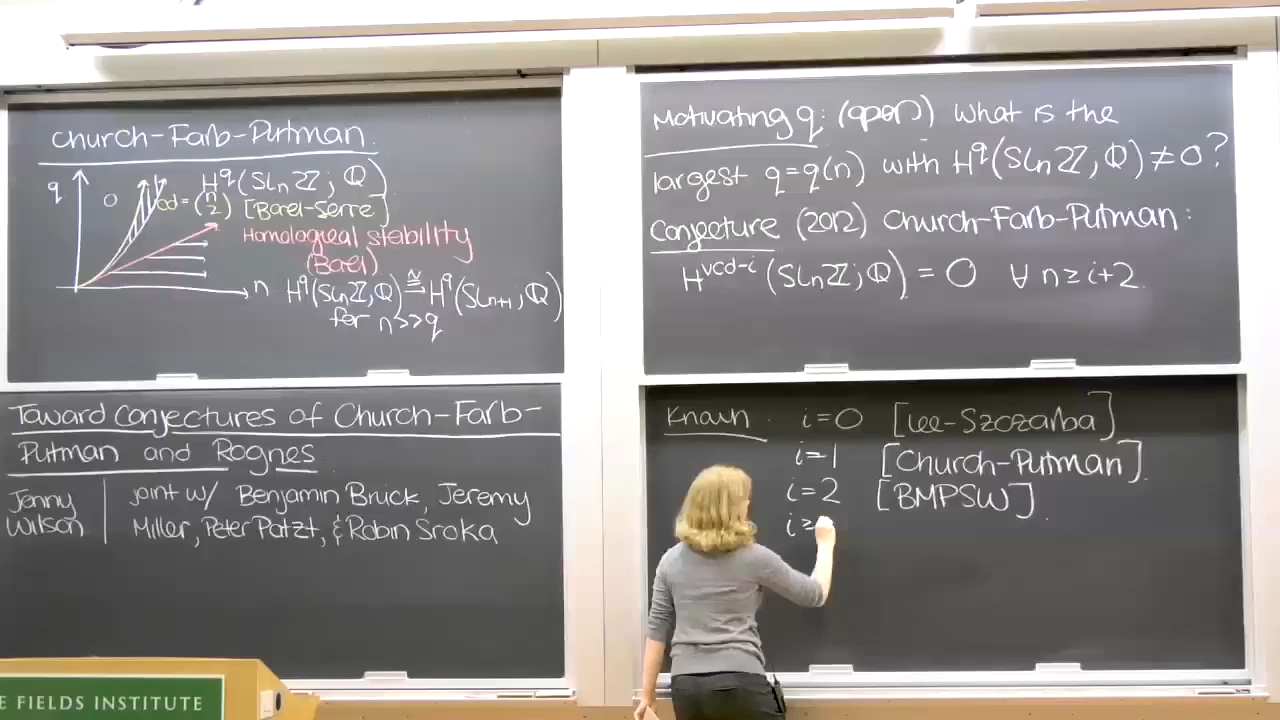 Church-Farb-Putman
q
0
H^q(SLnℤ; ℚ)
vcd = (n 2) [Borel-Serre]
Homological stability
(Borel)
n
H^q(SLnℤ, ℚ) ≅ H^q(SLn+1, ℚ)
for n>>q
Toward Conjectures of Church-Farb-
Putman and Rognes
Jenny Wilson
joint w/ Benjamin Brück, Jeremy
Miller, Peter Patzt, & Robin Sroka
Motivating q: (open) What is the
largest q=q(n) with H^q(SLnℤ; ℚ) ≠ 0?
Conjecture (2012) Church-Farb-Putman:
H^vcd-i (SLnℤ; ℚ) = 0 ∀ n≥i+2
Known: i=0 [Lee-Szczarba]
i=1 [Church-Putman].
i=2 [BMPSW].
i≥
E FIELDS INSTITUTE